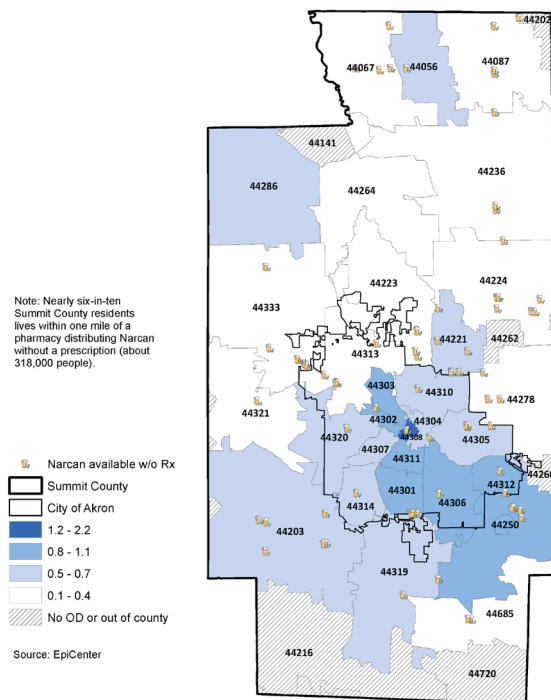 44202
44067
44056
44087
44141
44286
44236
44264
44223
44224
44333
Note: Nearly six-in-ten
Summit County residents
lives within one mile of a
pharmacy distributing Narcan
without a prescription (about
318,000 people).
44262
44221
44313
44303
44310
44278
44321
44302
44304
44320
44308
44305
44307
44311
44260
44312
44301
44306
44314
44250
44203
44319
44685
44216
44720
Narcan available w/o Rx
Summit County
City of Akron
1.2 - 2.2
0.8 - 1.1
0.5 - 0.7
0.1 - 0.4
No OD or out of county
Source: EpiCenter